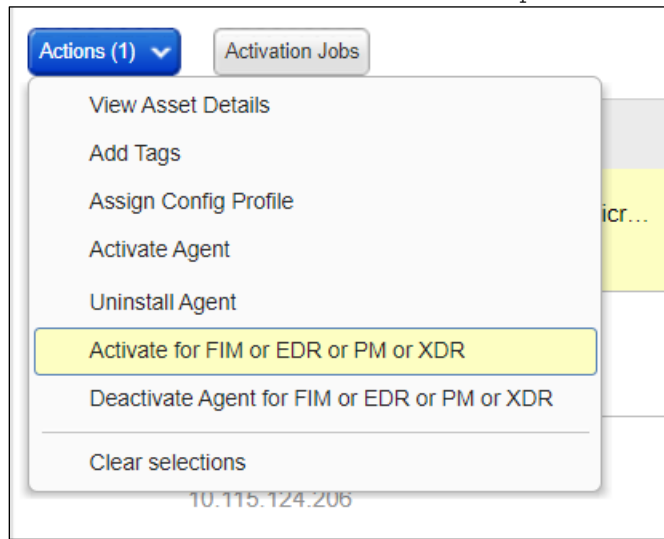 Actions (1)
Activation Jobs
View Asset Details
Add Tags
Assign Config Profile
icr...
Activate Agent
Uninstall Agent
Activate for FIM or EDR or PM or XDR
Deactivate Agent for FIM or EDR or PM or XDR
Clear selections
10.115.124.206